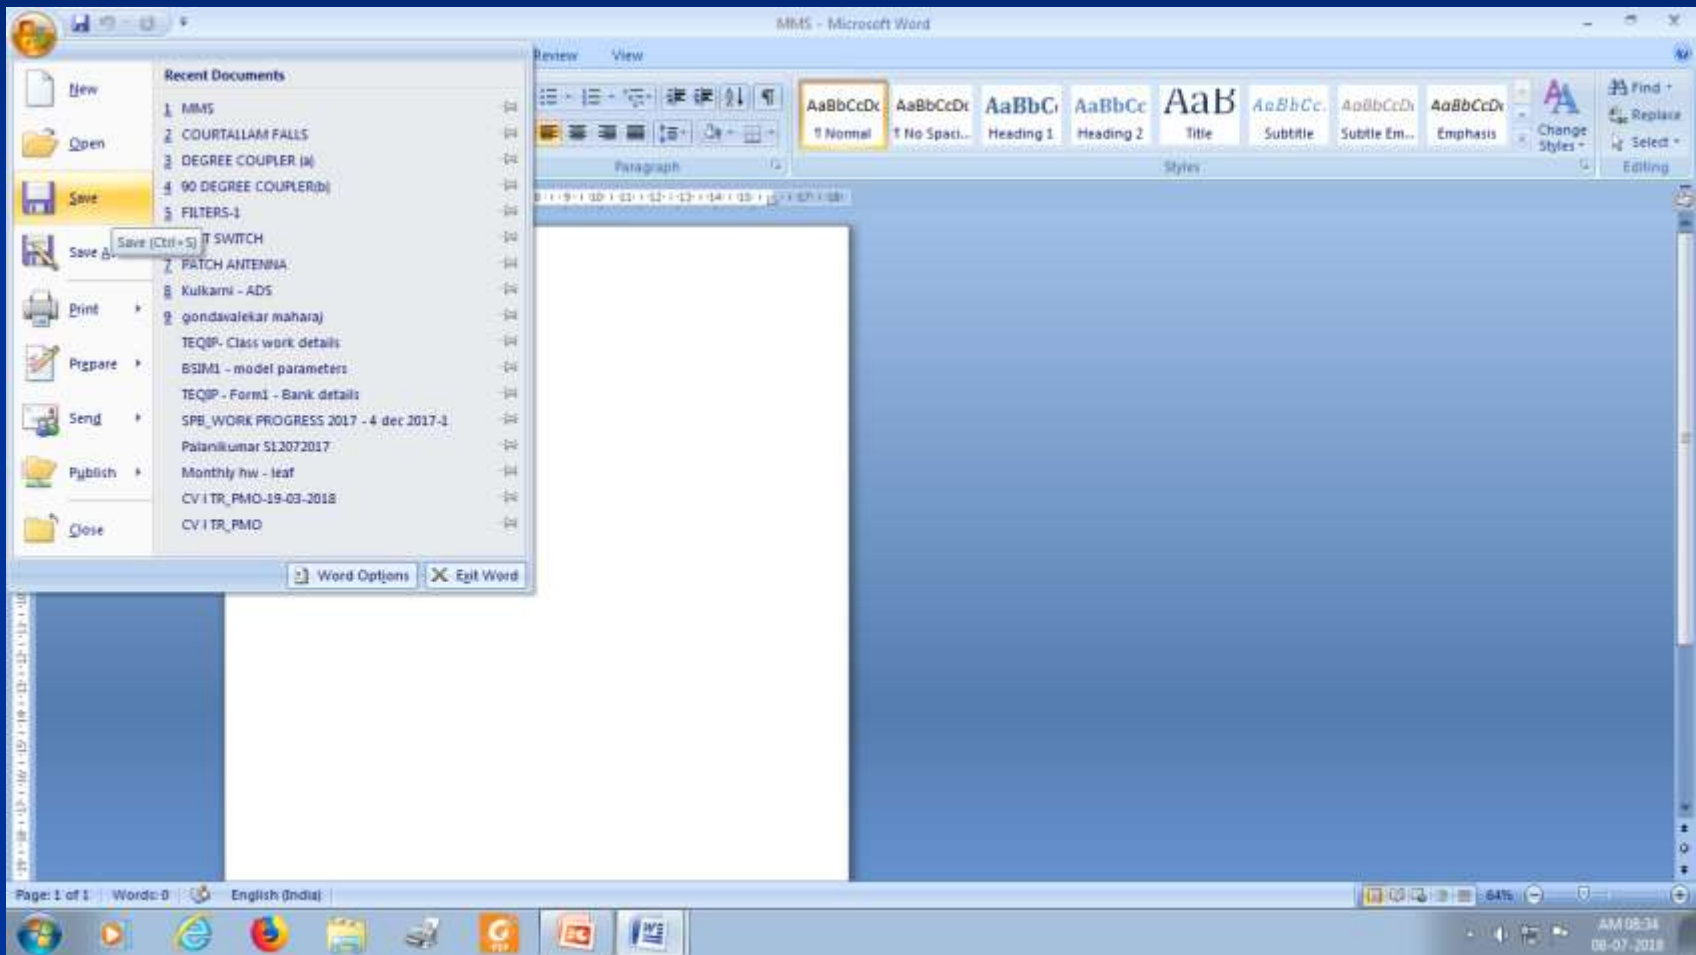 MMS - Microsoft Word
Review View
New
Open
Save
Save A
Save (Ctrl+S)
Print
Prepare
Send
Publish
Close
Recent Documents
1 MMS
2 COURTALLAM FALLS
3 DEGREE COUPLER (a)
4 90 DEGREE COUPLER(b)
5 FILTERS-1
T SWITCH
7 PATCH ANTENNA
8 Kulkarni - ADS
9 gondavalekar maharaj
TEQIP- Class work details
BSIM1 - model parameters
TEQIP - Form1 - Bank details
SPB_WORK PROGRESS 2017 - 4 dec 2017-1
Palanikumar S12072017
Monthly hw - leaf
CV I TR_PMO-19-03-2018
CV I TR_PMO
Word Options Exit Word
Paragraph
AaBbCcDc AaBbCcDc AaBbC AaBbCc AaB AaBbCc. AaBbCcDi AaBbCcDi
¶ Normal ¶ No Spaci... Heading 1 Heading 2 Title Subtitle Subtle Em... Emphasis
Change Styles
Styles
Find
Replace
Select
Editing
Page: 1 of 1 Words: 0 English (India) 64%
AM 08:34
08-07-2018